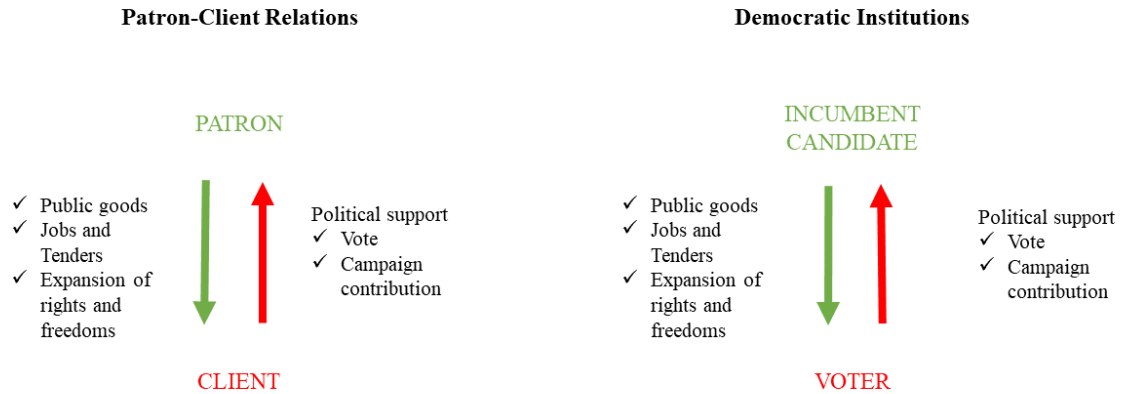 Patron-Client Relations
PATRON
✓ Public goods
✓ Jobs and
Tenders
✓ Expansion of
rights and
freedoms
Political support
✓ Vote
✓ Campaign
contribution
CLIENT
Democratic Institutions
INCUMBENT
CANDIDATE
✓ Public goods
✓ Jobs and
Tenders
✓ Expansion of
rights and
freedoms
Political support
✓ Vote
✓ Campaign
contribution
VOTER